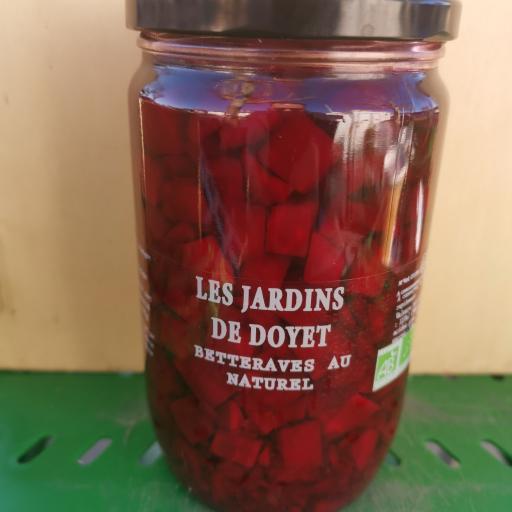 LES JARDINS
DE DOYET
BETTERAVES AU
NATUREL
AB